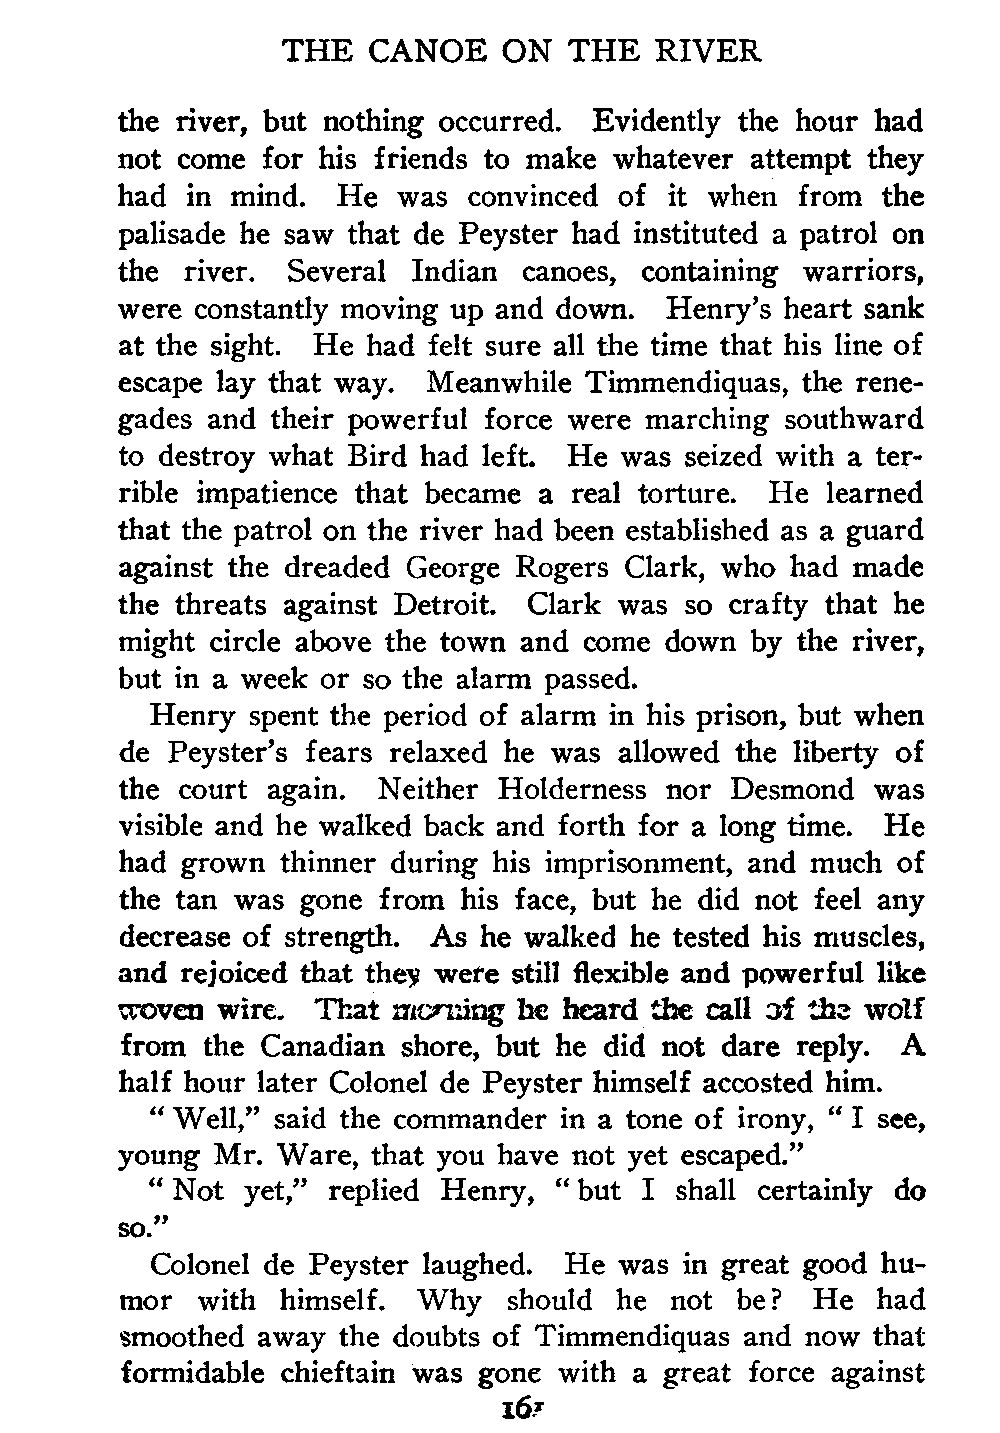 THE CANOE ON THE RIVER
the river, but nothing occurred. Evidently the hour had
not come for his friends to make whatever attempt they
had in mind. He was convinced of it when from the
palisade he saw that de Peyster had instituted a patrol on
the river. Several Indian canoes, containing warriors,
were constantly moving up and down. Henry's heart sank
at the sight. He had felt sure all the time that his line of
escape lay that way. Meanwhile Timmendiquas, the rene-
gades and their powerful force were marching southward
to destroy what Bird had left. He was seized with a ter-
rible impatience that became a real torture. He learned
that the patrol on the river had been established as a guard
against the dreaded George Rogers Clark, who had made
the threats against Detroit. Clark was so crafty that he
might circle above the town and come down by the river,
but in a week or so the alarm passed.
Henry spent the period of alarm in his prison, but when
de Peyster's fears relaxed he was allowed the liberty of
the court again. Neither Holderness nor Desmond was
visible and he walked back and forth for a long time. He
had grown thinner during his imprisonment, and much of
the tan was gone from his face, but he did not feel any
decrease of strength. As he walked he tested his muscles,
and rejoiced that they were still flexible and powerful like
woven wire. That morning he heard the call of the wolf
from the Canadian shore, but he did not dare reply. A
half hour later Colonel de Peyster himself accosted him.
"Well," said the commander in a tone of irony, "I see,
young Mr. Ware, that you have not yet escaped."
"Not yet," replied Henry, "but I shall certainly do
so."
Colonel de Peyster laughed. He was in great good hu-
mor with himself. Why should he not be? He had
smoothed away the doubts of Timmendiquas and now that
formidable chieftain was gone with a great force against
161